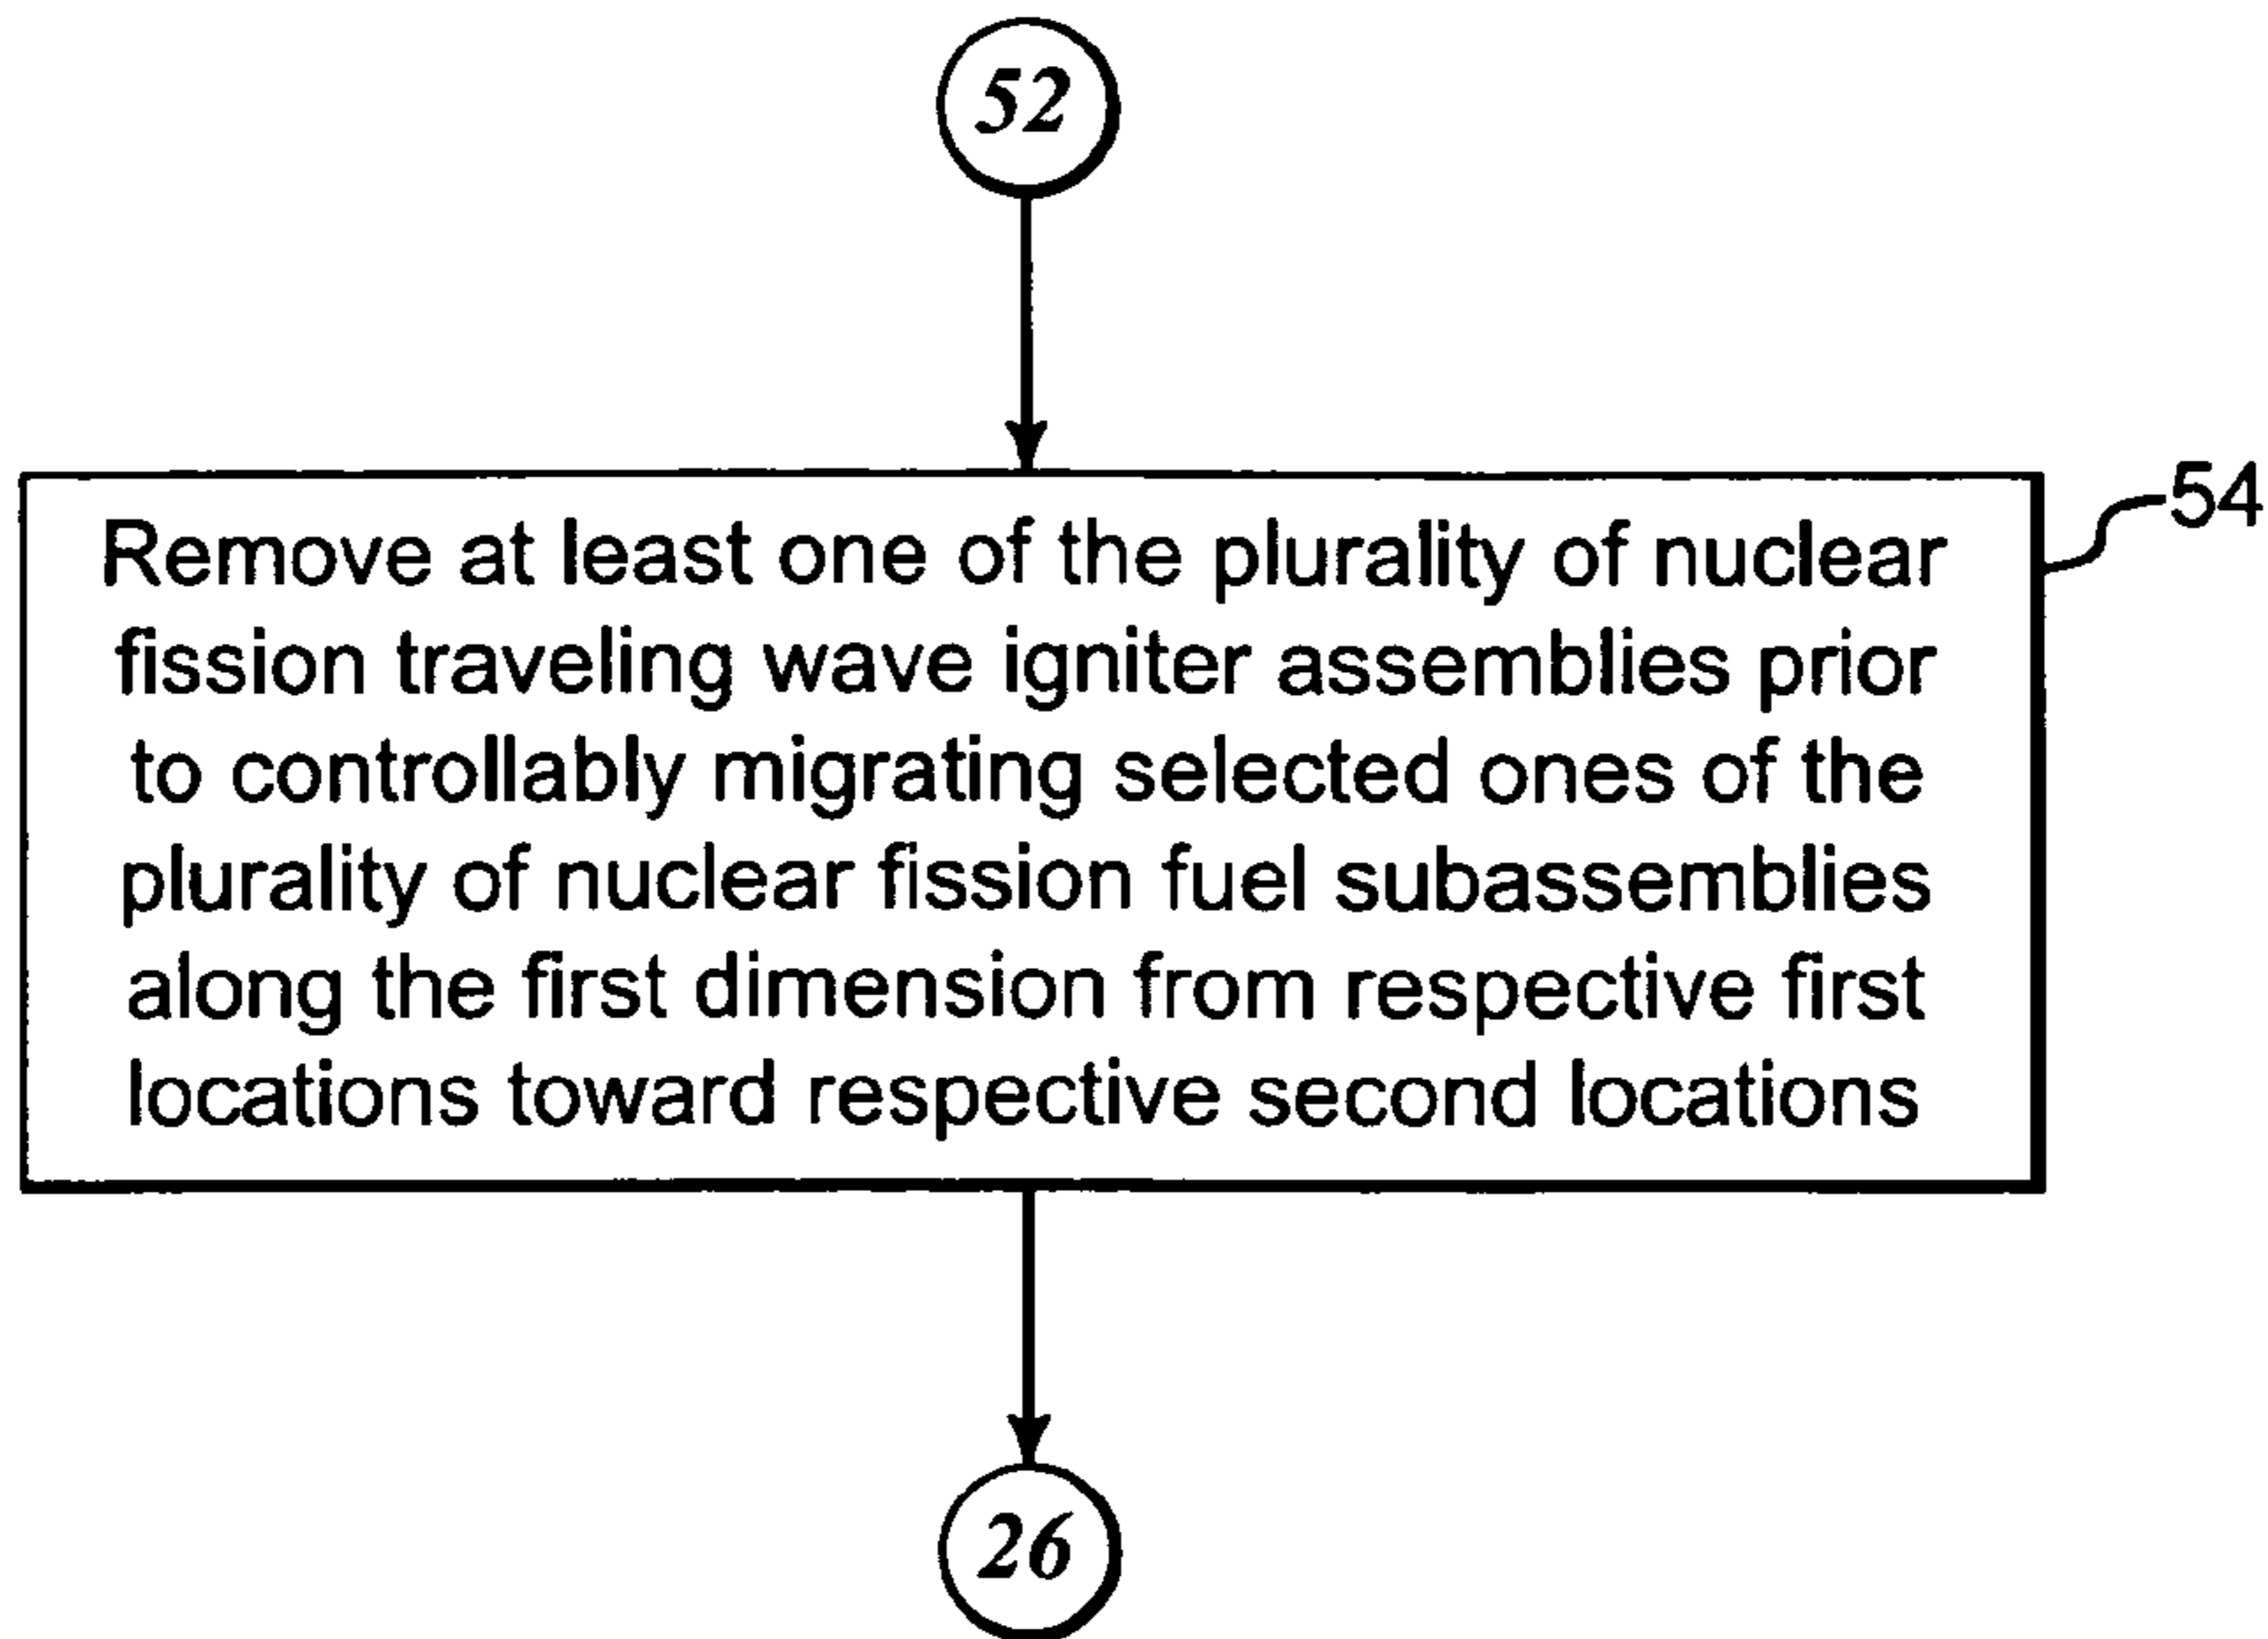 52
54
Remove at least one of the plurality of nuclear
fission traveling wave igniter assemblies prior
to controllably migrating selected ones of the
plurality of nuclear fission fuel subassemblies
along the first dimension from respective first
locations toward respective second locations
26